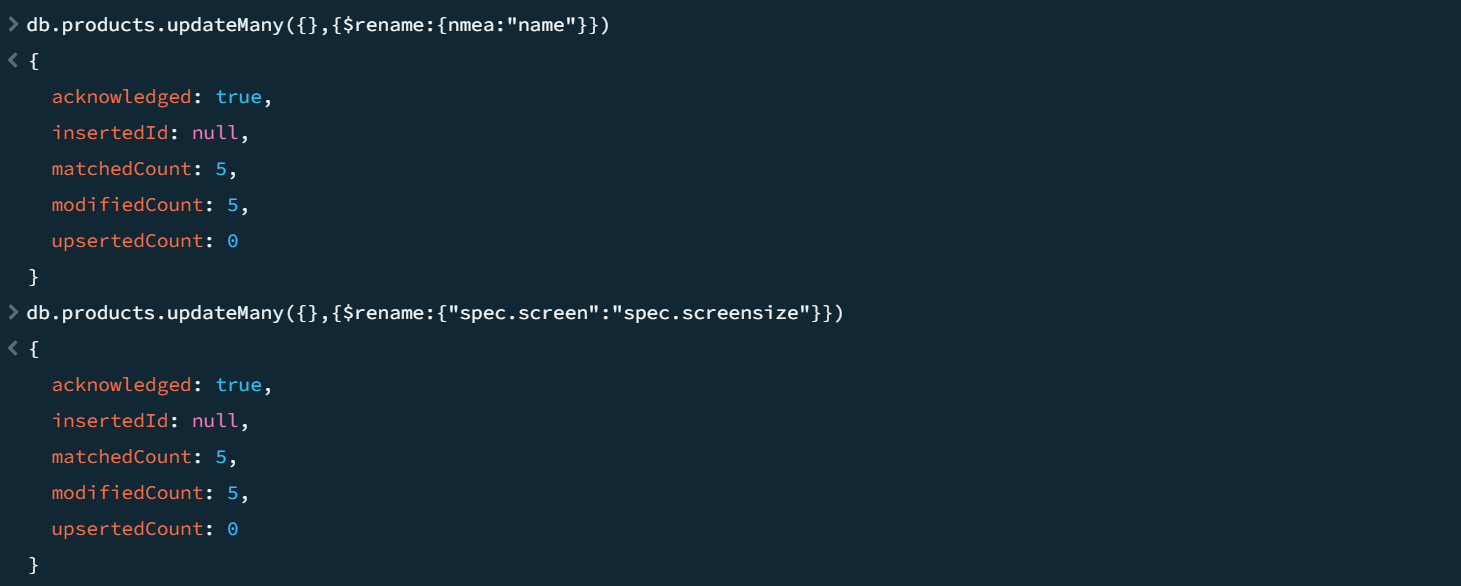 > db.products.updateMany({},{$rename:{nmea:"name"}})
< {
acknowledged: true,
insertedId: null,
matchedCount: 5,
modifiedCount: 5,
upsertedCount: 0
}
> db.products.updateMany({},{$rename:{"spec.screen":"spec.screensize"}})
< {
acknowledged: true,
insertedId: null,
matchedCount: 5,
modifiedCount: 5,
upsertedCount: 0
}